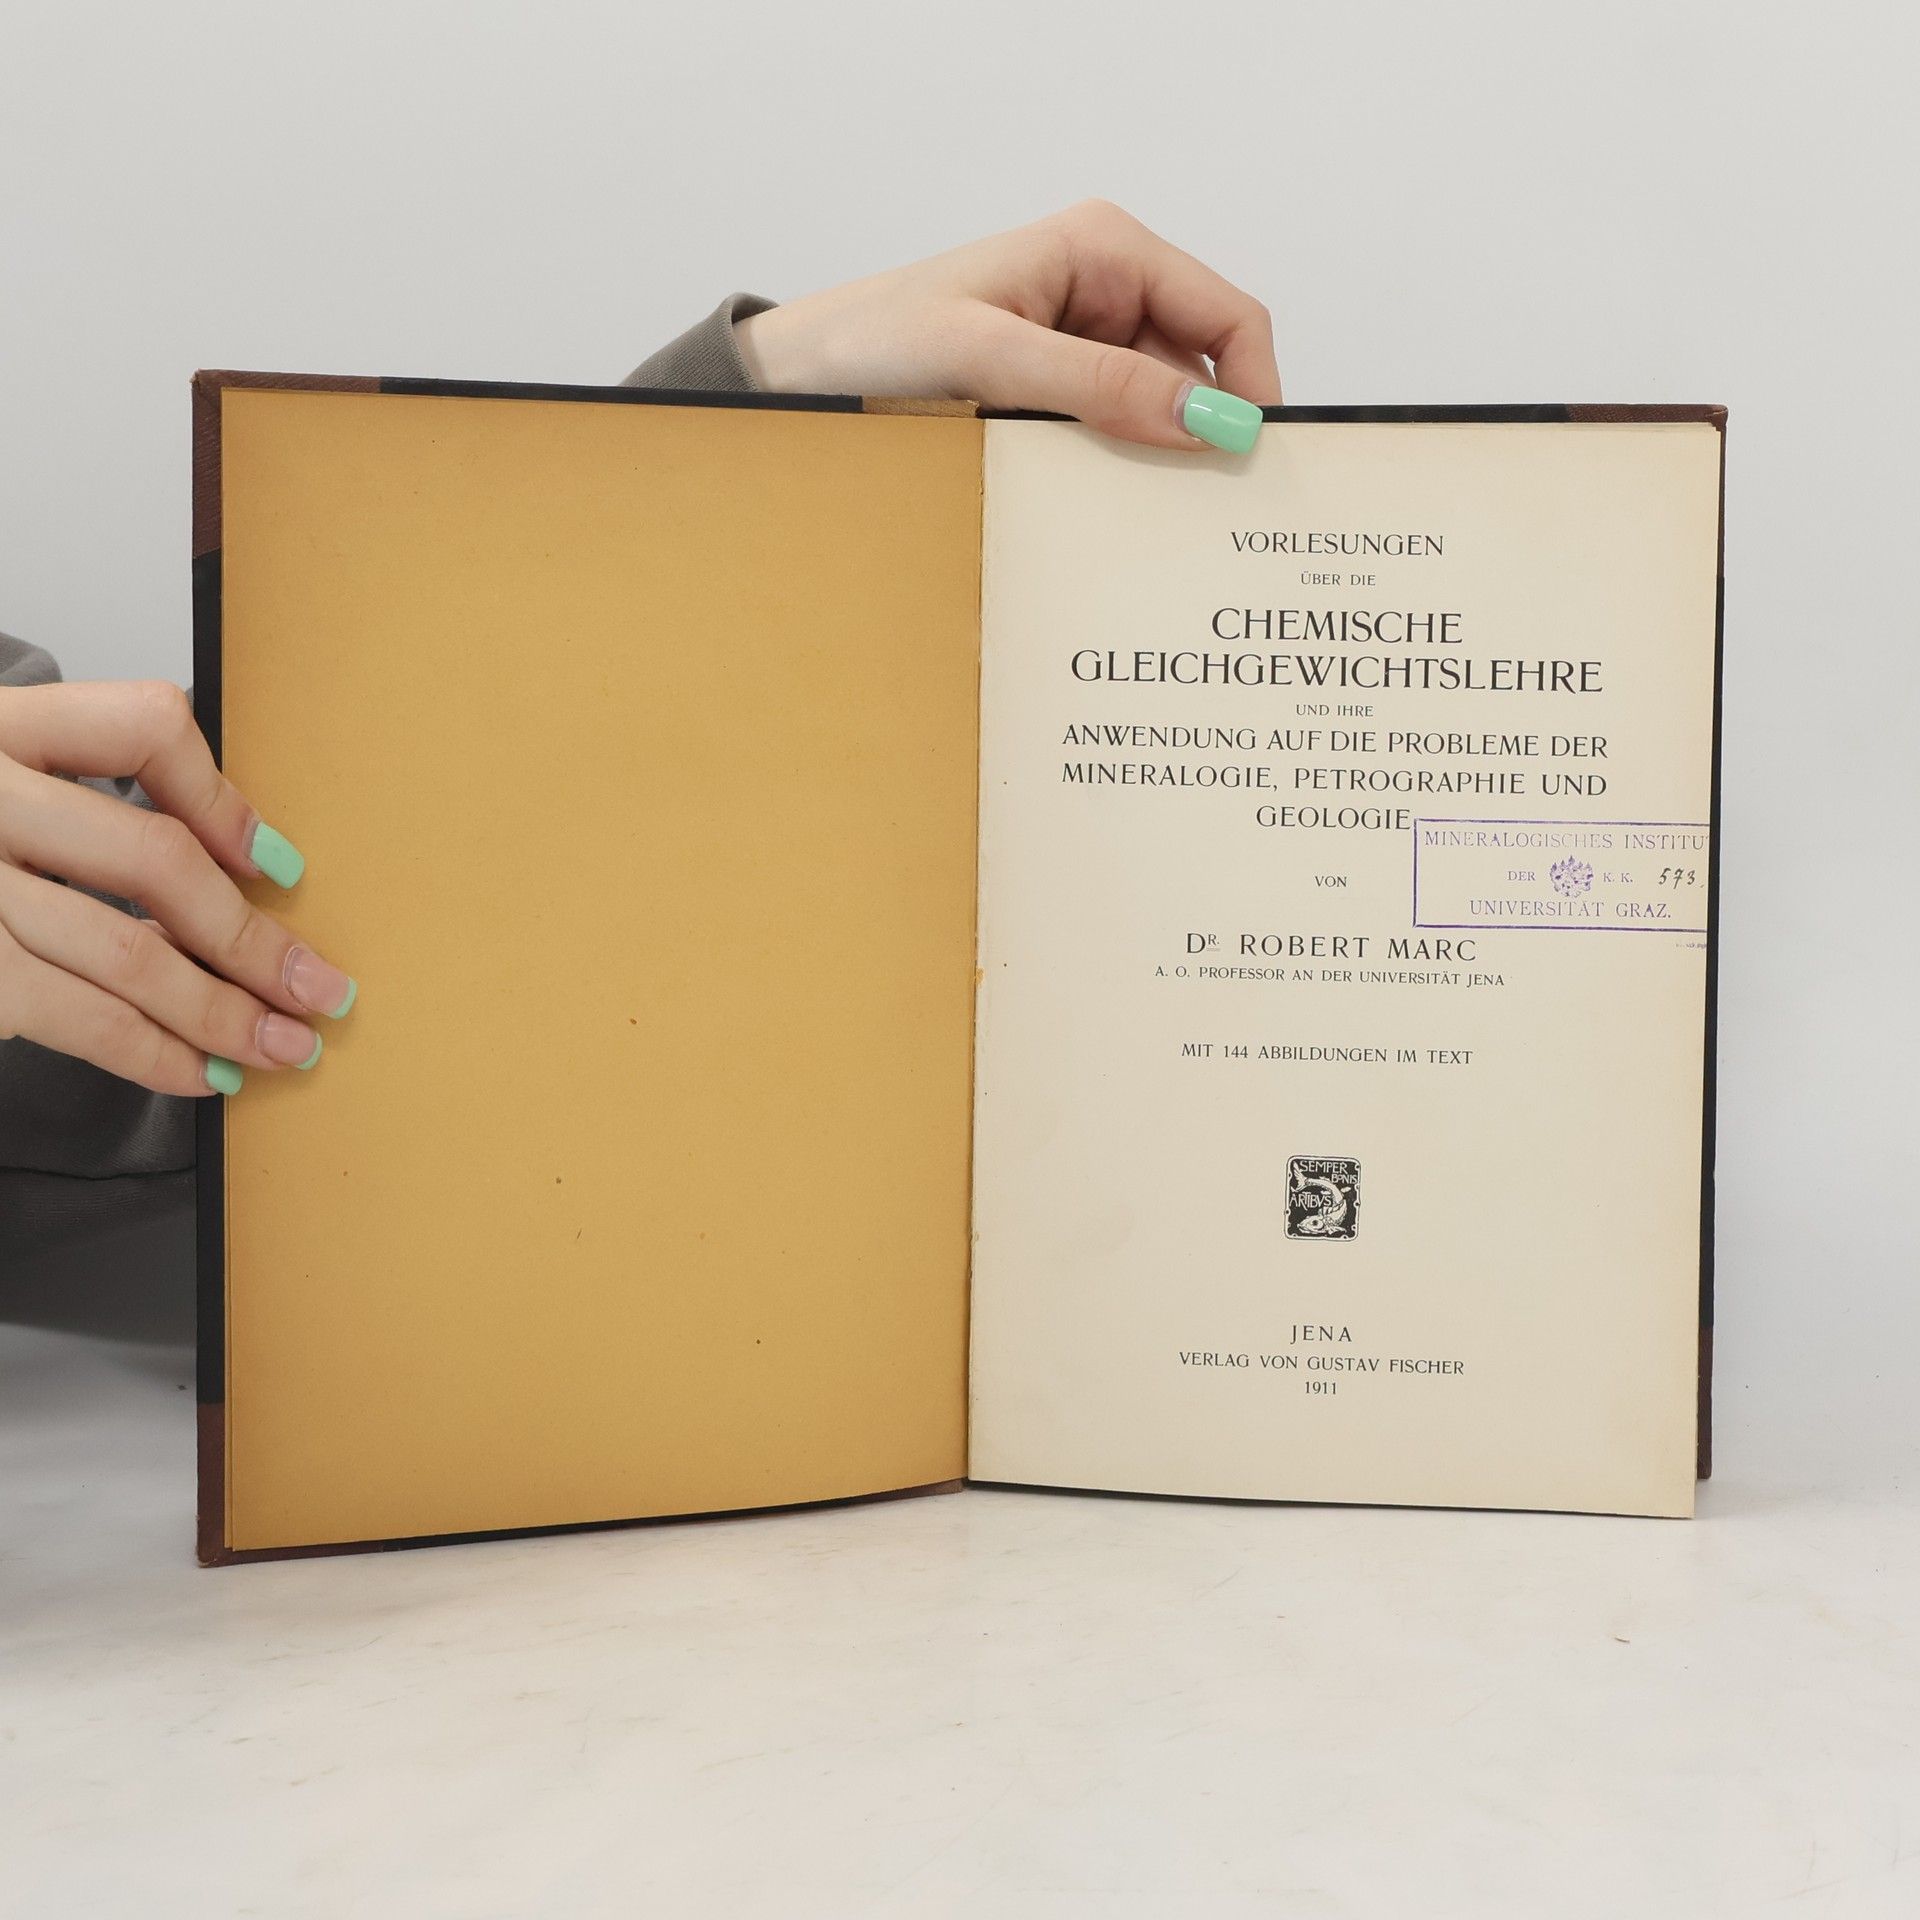 VORLESUNGEN
ÜBER DIE
CHEMISCHE
GLEICHGEWICHTSLEHRE
UND IHRE
ANWENDUNG AUF DIE PROBLEME DER
MINERALOGIE, PETROGRAPHIE UND
GEOLOGIE
MINERALOGISCHES INSTITU
DER K. K. 573.
UNIVERSITÄT GRAZ.
VON
DR. ROBERT MARC
A. O. PROFESSOR AN DER UNIVERSITÄT JENA
MIT 144 ABBILDUNGEN IM TEXT
SEMPER
BONIS
ARTIBVS
JENA
VERLAG VON GUSTAV FISCHER
1911